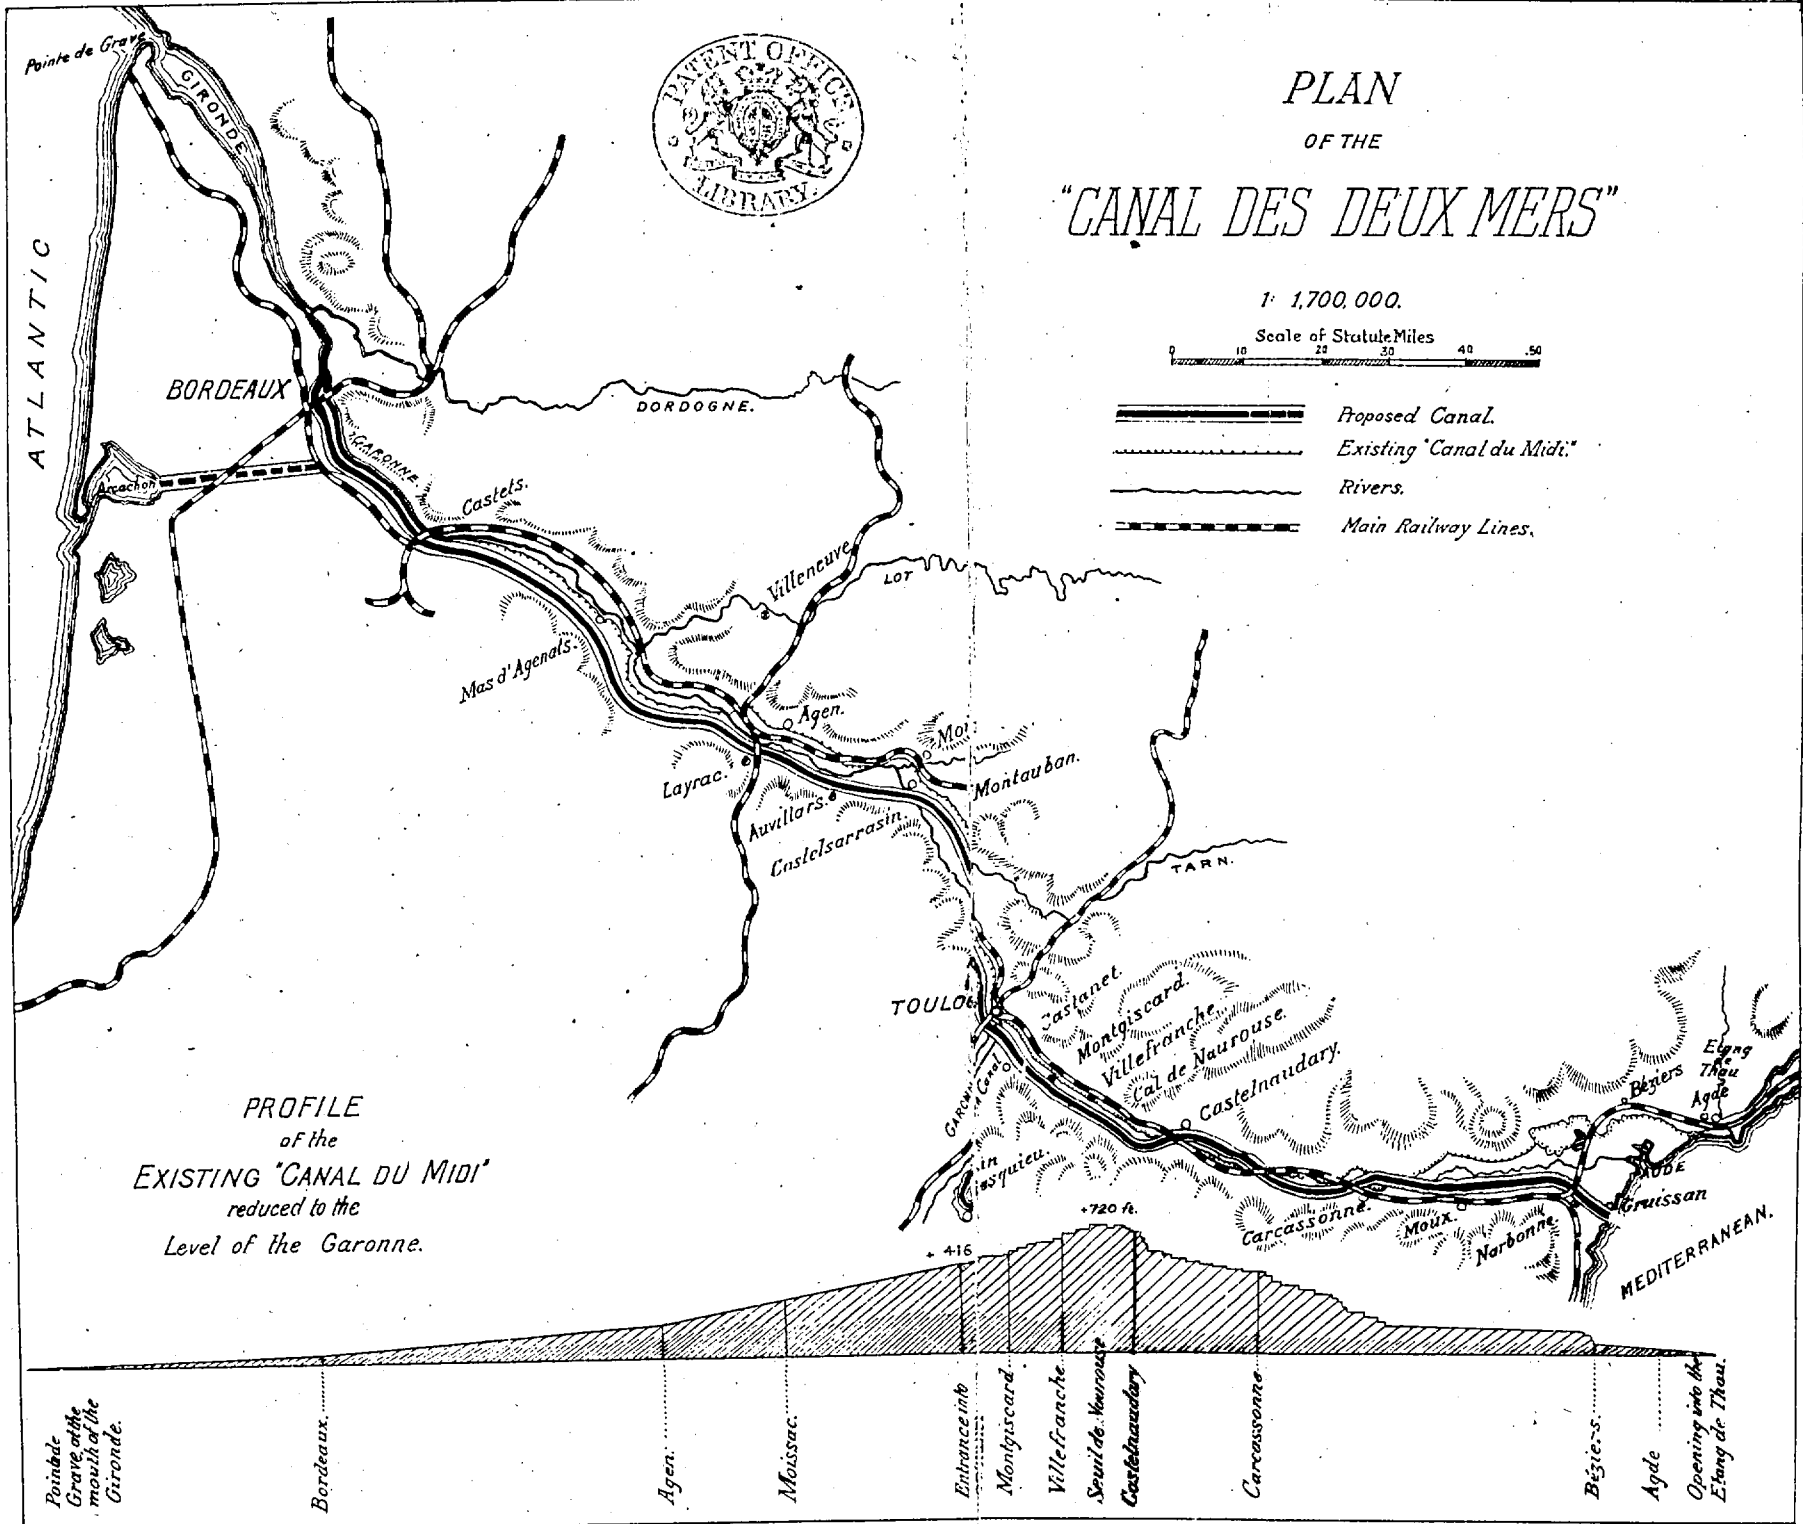 PLAN
OF THE
"CANAL DES DEUX MERS"
1: 1,700,000.
Scale of Statute Miles
0 10 20 30 40 50
Proposed Canal.
Existing "Canal du Midi."
Rivers.
Main Railway Lines.
PATENT OFFICE
LIBRARY.
Pointe de Grave
GIRONDE
ATLANTIC
BORDEAUX
DORDOGNE.
GARONNE.
Arcachon
Castets.
Villeneuve
LOT
Mas d'Agenais.
Agen.
Moi
Layrac.
Montauban.
Auvillars.
Castelsarrasin.
TARN.
TOULO
Castanet.
Montgiscard.
Villefranche.
Cal de Naurouse.
Castelnaudary.
Canal
in
Etang
de
Thau
Béziers
Agde
AUDE
Gruissan
Carcassonne.
Moux.
Narbonne.
MEDITERRANEAN.
PROFILE
of the
EXISTING "CANAL DU MIDI"
reduced to the
Level of the Garonne.
+ 416
+720 ft.
Pointe de
Grave, at the
mouth of the
Gironde.
Bordeaux.
Agen.
Moissac.
Entrance into
Montgiscard
Villefranche
Seuil de Naurouse
Castelnaudary
Carcassonne
Béziers.
Agde
Opening into the
Etang de Thau.